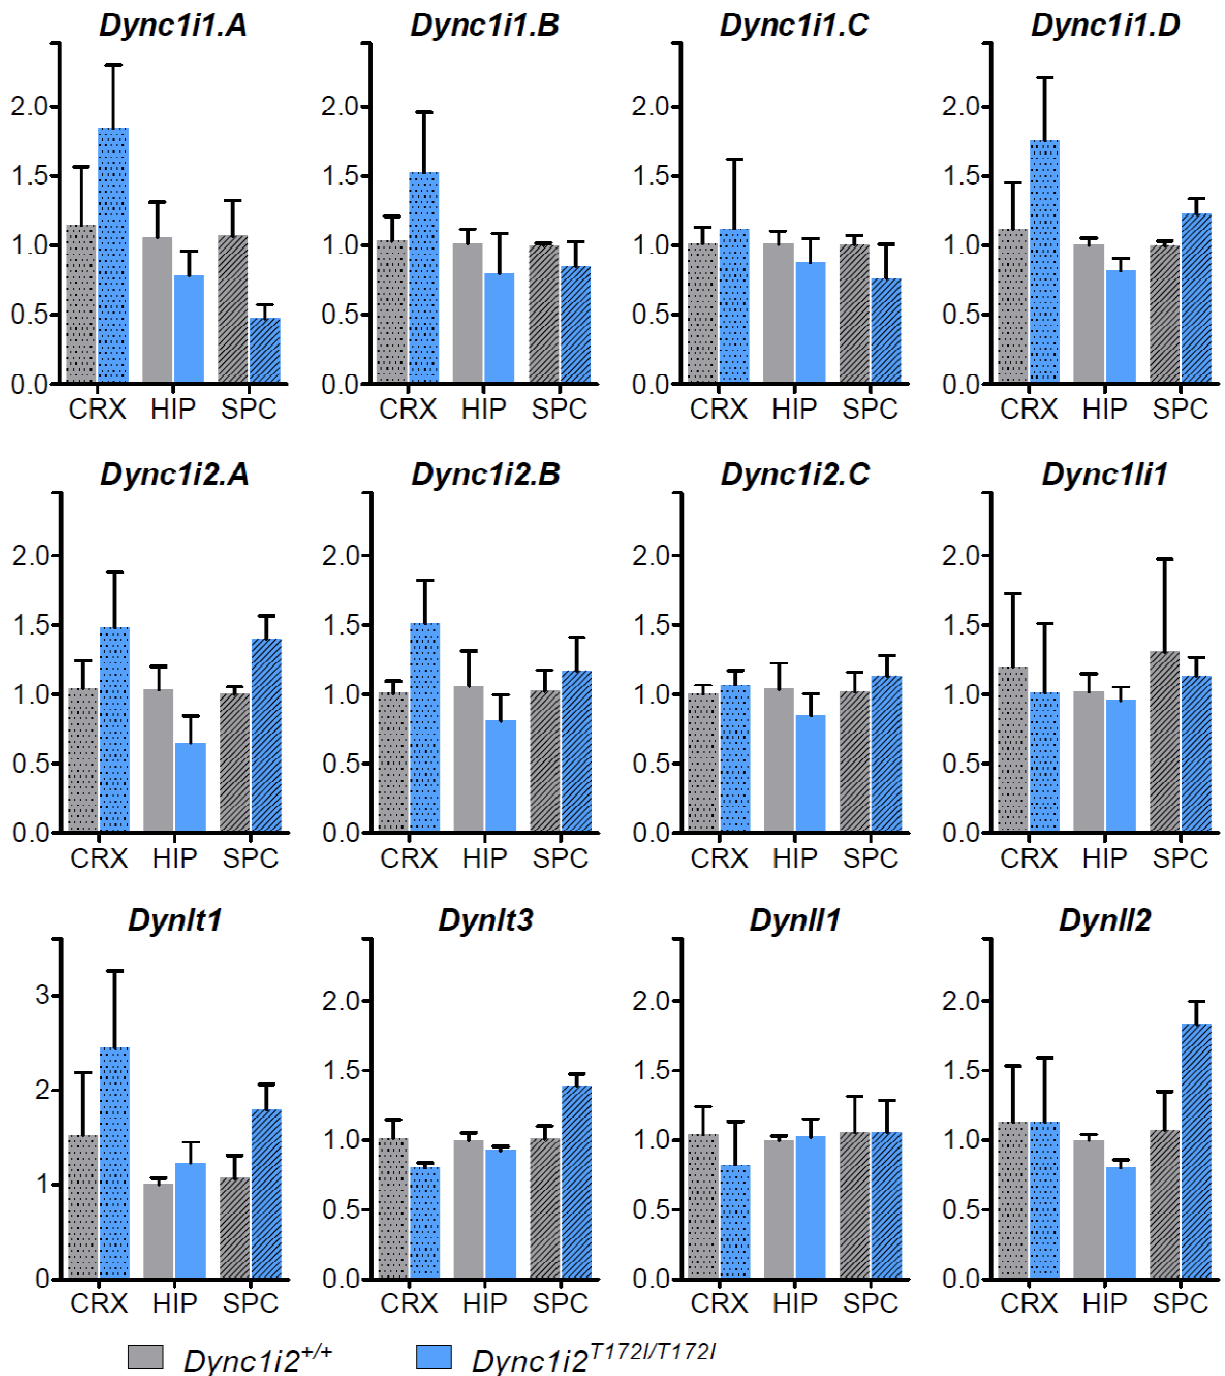 Dync1i1.A Dync1i1.B Dync1i1.C Dync1i1.D
2.0 2.0 2.0 2.0
1.5 1.5 1.5 1.5
1.0 1.0 1.0 1.0
0.5 0.5 0.5 0.5
0.0 0.0 0.0 0.0
CRX HIP SPC CRX HIP SPC CRX HIP SPC CRX HIP SPC
Dync1i2.A Dync1i2.B Dync1i2.C Dync1li1
2.0 2.0 2.0 2.0
1.5 1.5 1.5 1.5
1.0 1.0 1.0 1.0
0.5 0.5 0.5 0.5
0.0 0.0 0.0 0.0
CRX HIP SPC CRX HIP SPC CRX HIP SPC CRX HIP SPC
Dynlt1 Dynlt3 Dynll1 Dynll2
3 2.0 2.0 2.0
2 1.5 1.5 1.5
1 1.0 1.0 1.0
0.5 0.5 0.5
0 0.0 0.0 0.0
CRX HIP SPC CRX HIP SPC CRX HIP SPC CRX HIP SPC
Dync1i2+/+ Dync1i2T172I/T172I